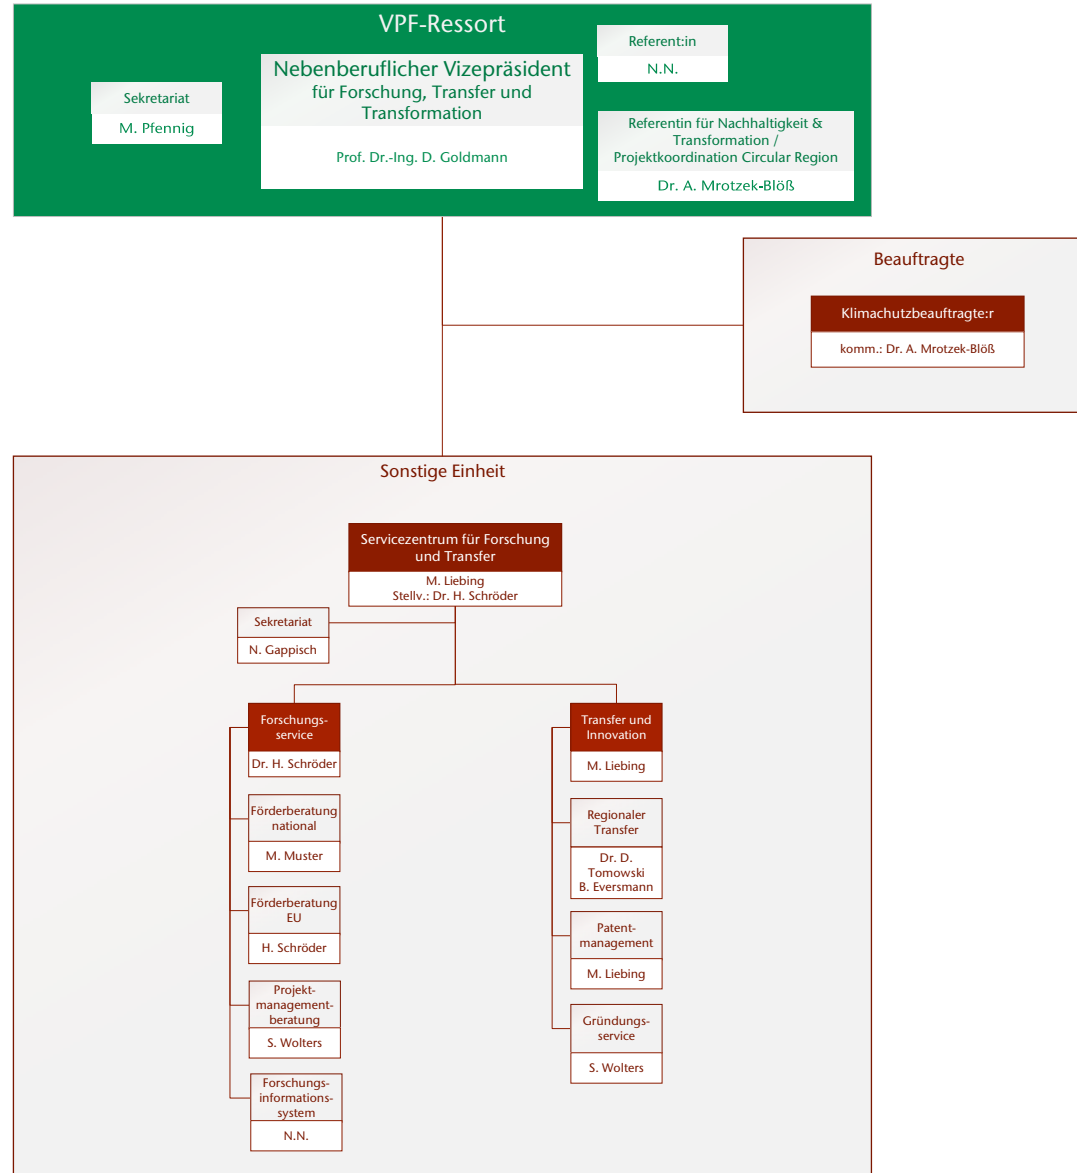 VPF-Ressort
Sekretariat
M. Pfennig
Nebenberuflicher Vizepräsident
für Forschung, Transfer und
Transformation
Prof. Dr.-Ing. D. Goldmann
Referent:in
N.N.
Referentin für Nachhaltigkeit &
Transformation /
Projektkoordination Circular Region
Dr. A. Mrotzek-Blöß
Beauftragte
Klimachutzbeauftragte:r
komm.: Dr. A. Mrotzek-Blöß
Sonstige Einheit
Servicezentrum für Forschung
und Transfer
M. Liebing
Stellv.: Dr. H. Schröder
Sekretariat
N. Gappisch
Forschungs-
service
Dr. H. Schröder
Förderberatung
national
M. Muster
Förderberatung
EU
H. Schröder
Projekt-
management-
beratung
S. Wolters
Forschungs-
informations-
system
N.N.
Transfer und
Innovation
M. Liebing
Regionaler
Transfer
Dr. D.
Tomowski
B. Eversmann
Patent-
management
M. Liebing
Gründungs-
service
S. Wolters